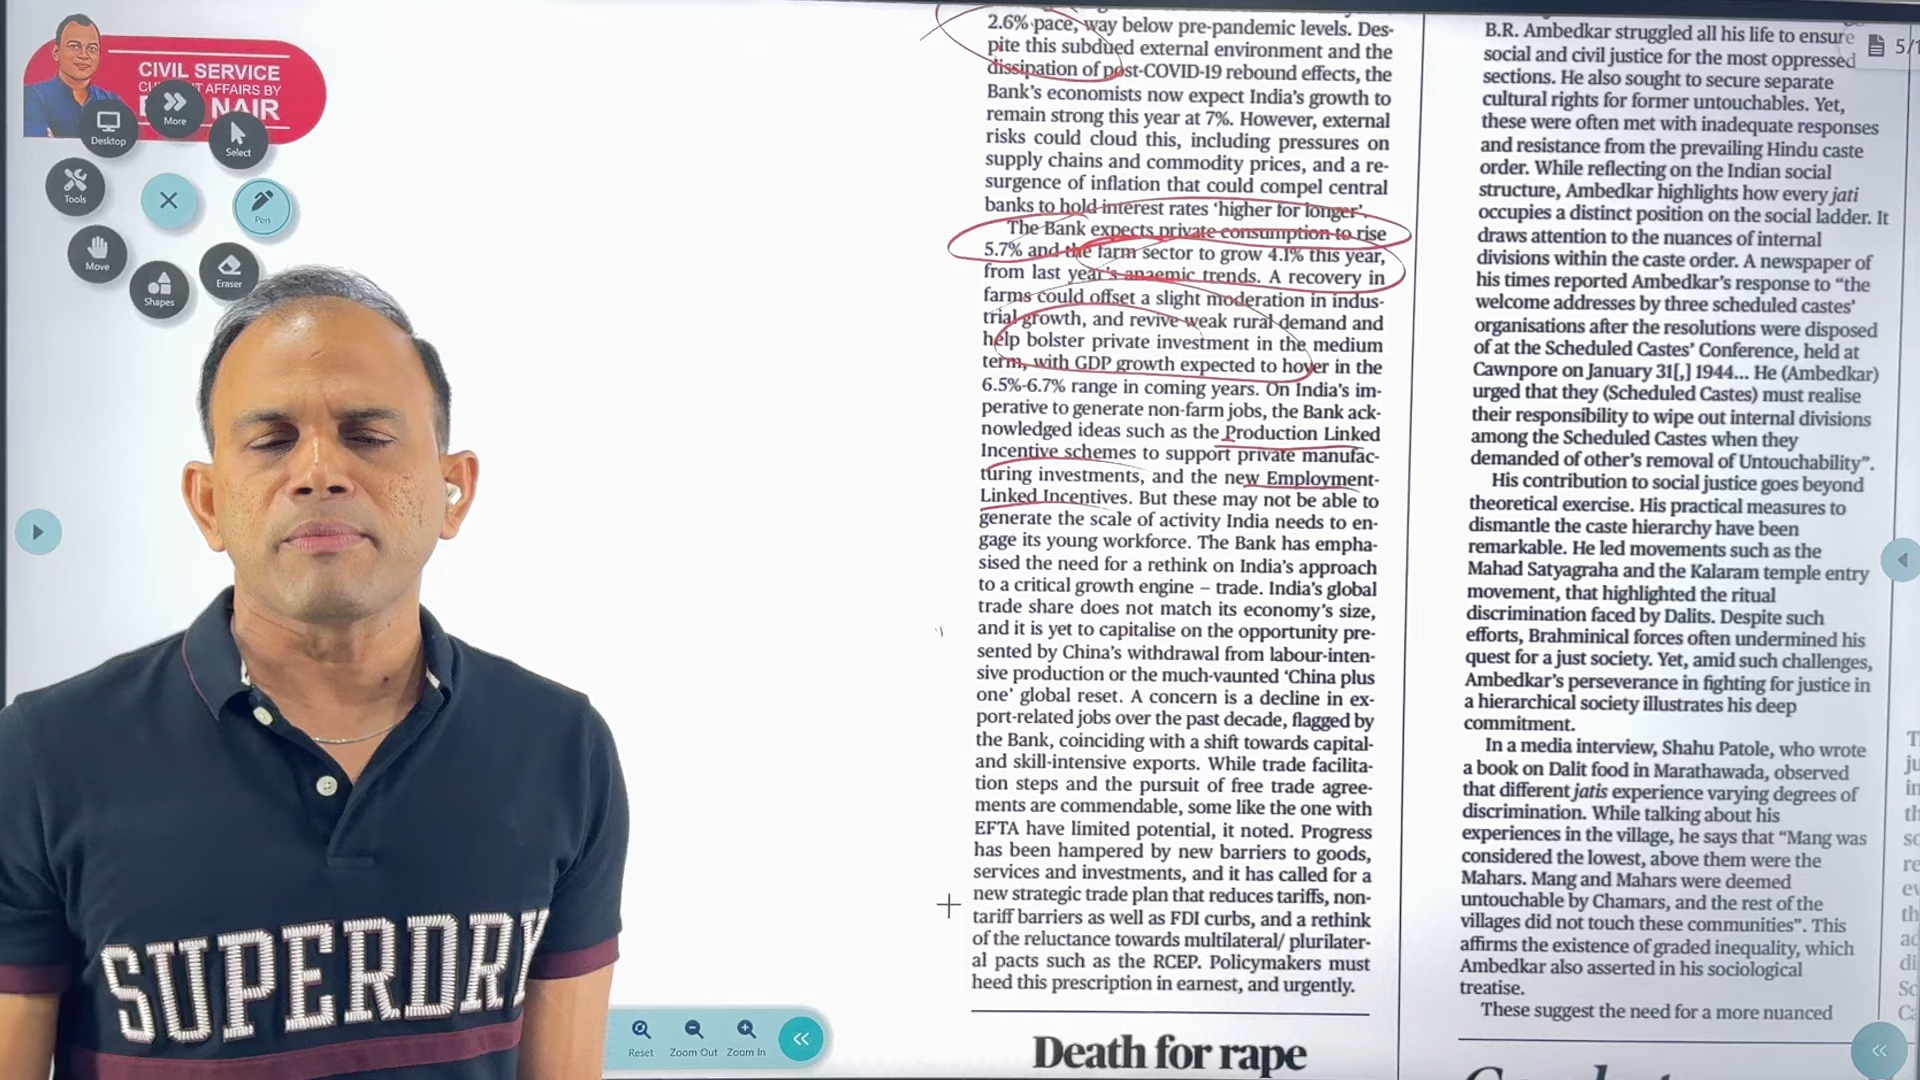 CIVIL SERVICE
AFFAIRS BY
NAIR
More
Desktop
Select
Tools
Pen
Move
Eraser
Shapes
SUPERDRY
Reset
Zoom Out
Zoom In
2.6% pace, way below pre-pandemic levels. Des-
pite this subdued external environment and the
dissipation of post-COVID-19 rebound effects, the
Bank's economists now expect India's growth to
remain strong this year at 7%. However, external
risks could cloud this, including pressures on
supply chains and commodity prices, and a re-
surgence of inflation that could compel central
banks to hold interest rates 'higher for longer'.
The Bank expects private consumption to rise
5.7% and the farm sector to grow 4.1% this year,
from last year's anaemic trends. A recovery in
farms could offset a slight moderation in indus-
trial growth, and revive weak rural demand and
help bolster private investment in the medium
term, with GDP growth expected to hover in the
6.5%-6.7% range in coming years. On India's im-
perative to generate non-farm jobs, the Bank ack-
nowledged ideas such as the Production Linked
Incentive schemes to support private manufac-
turing investments, and the new Employment-
Linked Incentives. But these may not be able to
generate the scale of activity India needs to en-
gage its young workforce. The Bank has empha-
sised the need for a rethink on India's approach
to a critical growth engine – trade. India's global
trade share does not match its economy's size,
and it is yet to capitalise on the opportunity pre-
sented by China's withdrawal from labour-inten-
sive production or the much-vaunted 'China plus
one' global reset. A concern is a decline in ex-
port-related jobs over the past decade, flagged by
the Bank, coinciding with a shift towards capital-
and skill-intensive exports. While trade facilita-
tion steps and the pursuit of free trade agree-
ments are commendable, some like the one with
EFTA have limited potential, it noted. Progress
has been hampered by new barriers to goods,
services and investments, and it has called for a
new strategic trade plan that reduces tariffs, non-
tariff barriers as well as FDI curbs, and a rethink
of the reluctance towards multilateral/ plurilater-
al pacts such as the RCEP. Policymakers must
heed this prescription in earnest, and urgently.
Death for rape
B.R. Ambedkar struggled all his life to ensure
social and civil justice for the most oppressed
sections. He also sought to secure separate
cultural rights for former untouchables. Yet,
these were often met with inadequate responses
and resistance from the prevailing Hindu caste
order. While reflecting on the Indian social
structure, Ambedkar highlights how every jati
occupies a distinct position on the social ladder. It
draws attention to the nuances of internal
divisions within the caste order. A newspaper of
his times reported Ambedkar's response to "the
welcome addresses by three scheduled castes'
organisations after the resolutions were disposed
of at the Scheduled Castes' Conference, held at
Cawnpore on January 31[,] 1944... He (Ambedkar)
urged that they (Scheduled Castes) must realise
their responsibility to wipe out internal divisions
among the Scheduled Castes when they
demanded of other's removal of Untouchability".
His contribution to social justice goes beyond
theoretical exercise. His practical measures to
dismantle the caste hierarchy have been
remarkable. He led movements such as the
Mahad Satyagraha and the Kalaram temple entry
movement, that highlighted the ritual
discrimination faced by Dalits. Despite such
efforts, Brahminical forces often undermined his
quest for a just society. Yet, amid such challenges,
Ambedkar's perseverance in fighting for justice in
a hierarchical society illustrates his deep
commitment.
In a media interview, Shahu Patole, who wrote
a book on Dalit food in Marathawada, observed
that different jatis experience varying degrees of
discrimination. While talking about his
experiences in the village, he says that "Mang was
considered the lowest, above them were the
Mahars. Mang and Mahars were deemed
untouchable by Chamars, and the rest of the
villages did not touch these communities". This
affirms the existence of graded inequality, which
Ambedkar also asserted in his sociological
treatise.
These suggest the need for a more nuanced